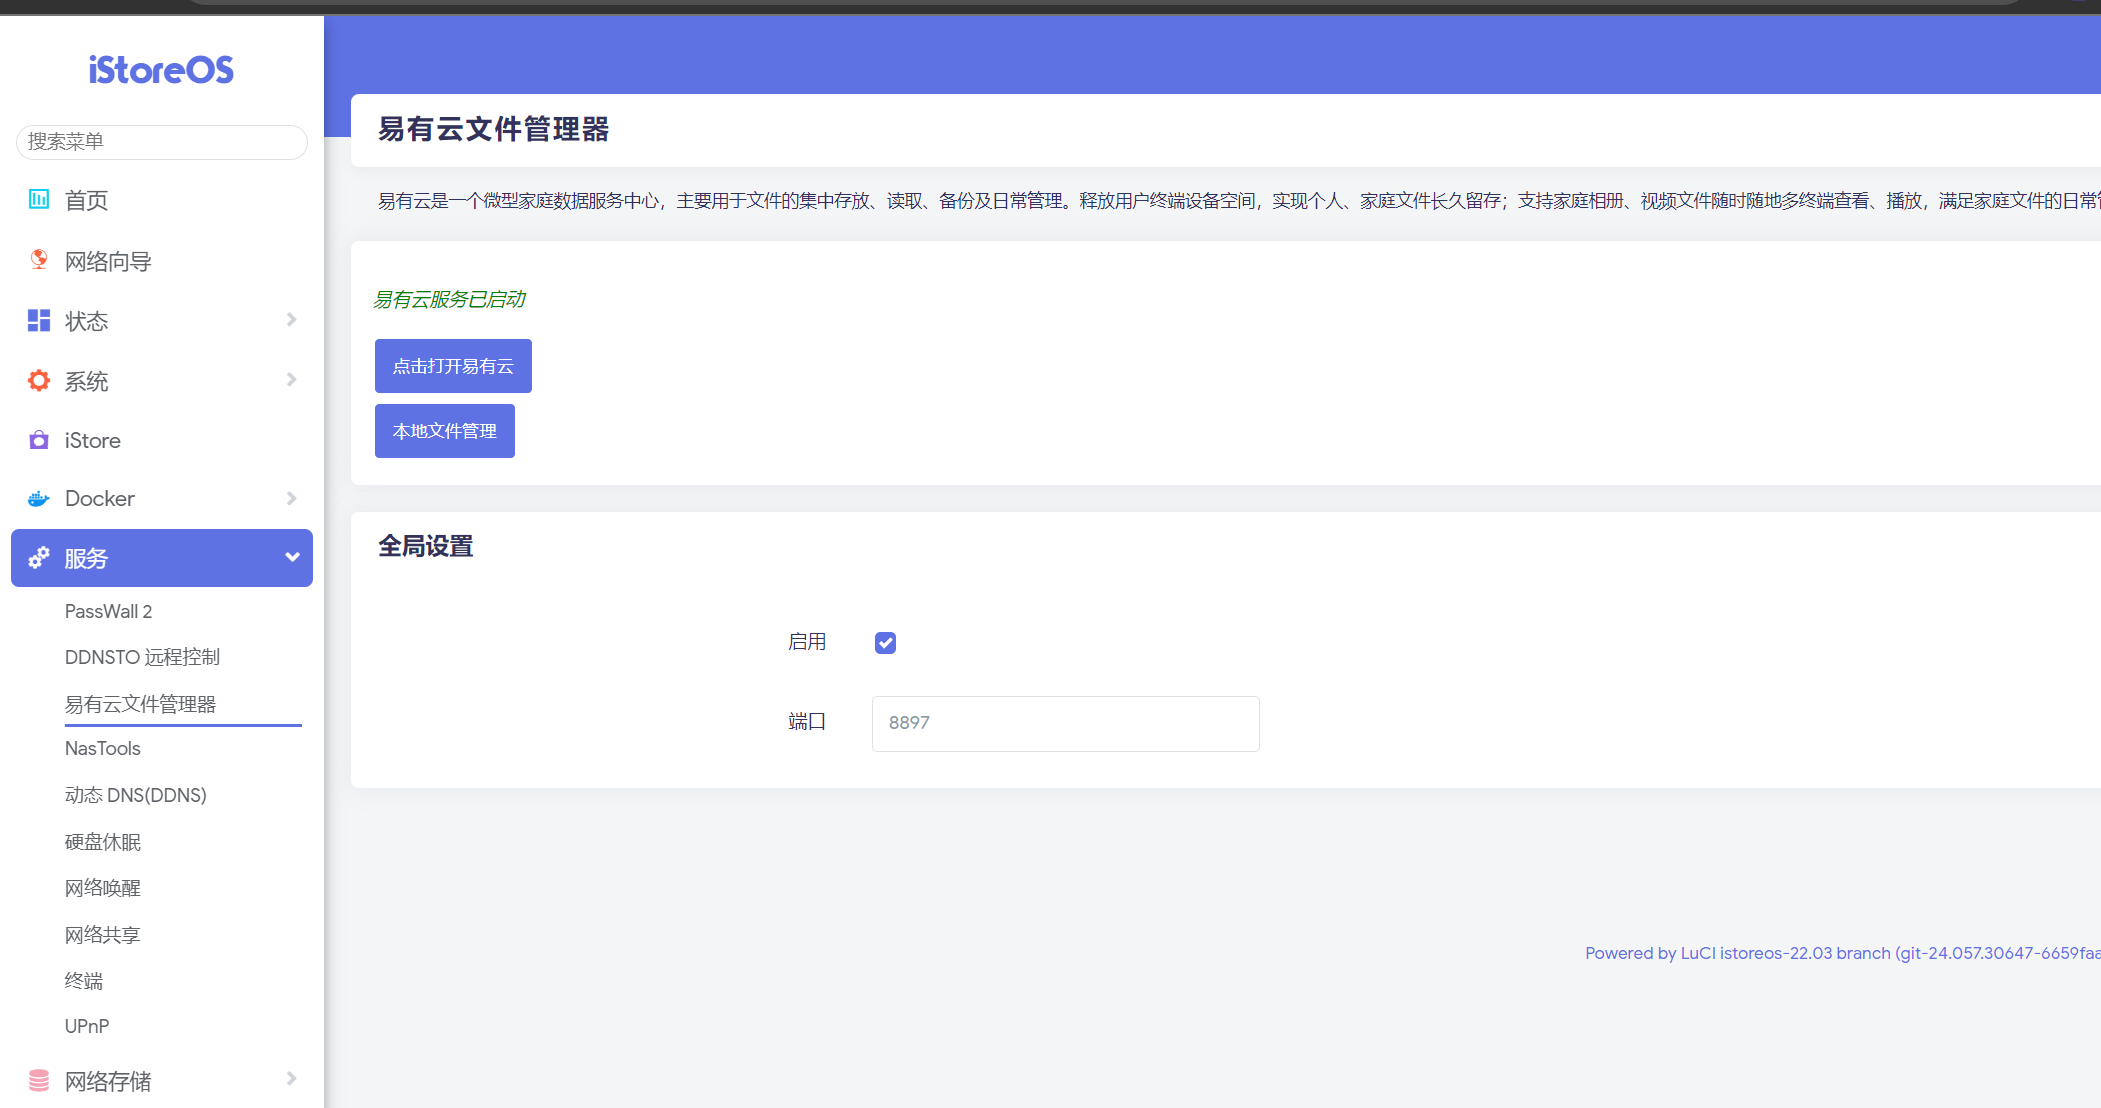 iStoreOS
搜索菜单
首页
网络向导
状态
系统
iStore
Docker
服务
PassWall 2
DDNSTO 远程控制
易有云文件管理器
NasTools
动态 DNS(DDNS)
硬盘休眠
网络唤醒
网络共享
终端
UPnP
网络存储
易有云文件管理器
易有云是一个微型家庭数据服务中心，主要用于文件的集中存放、读取、备份及日常管理。释放用户终端设备空间，实现个人、家庭文件长久留存；支持家庭相册、视频文件随时随地多终端查看、播放，满足家庭文件的日常
易有云服务已启动
点击打开易有云
本地文件管理
全局设置
启用
端口 8897
Powered by LuCI istoreos-22.03 branch (git-24.057.30647-6659faa